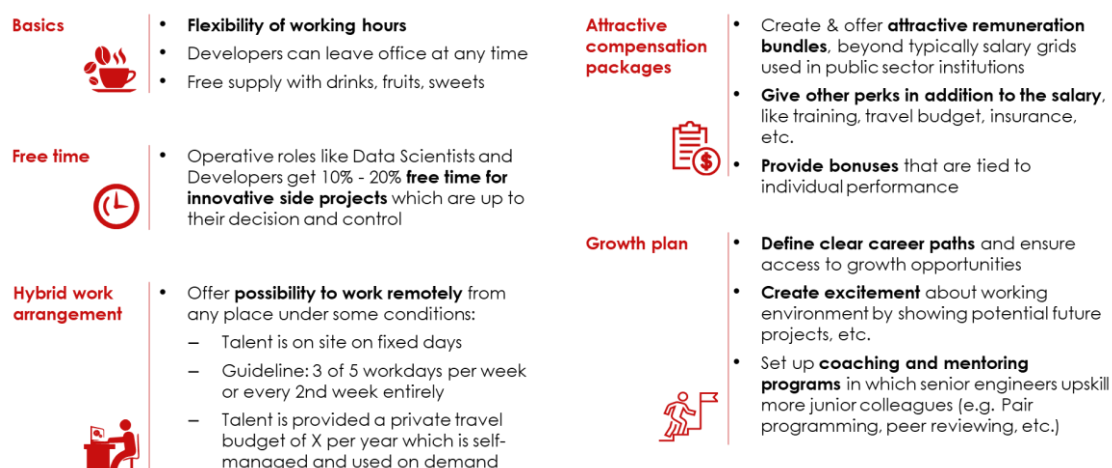 Basics
• Flexibility of working hours
• Developers can leave office at any time
• Free supply with drinks, fruits, sweets
Free time
• Operative roles like Data Scientists and
Developers get 10% - 20% free time for
innovative side projects which are up to
their decision and control
Hybrid work
arrangement
• Offer possibility to work remotely from
any place under some conditions:
– Talent is on site on fixed days
– Guideline: 3 of 5 workdays per week
or every 2nd week entirely
– Talent is provided a private travel
budget of X per year which is self-
managed and used on demand
Attractive
compensation
packages
• Create & offer attractive remuneration
bundles, beyond typically salary grids
used in public sector institutions
• Give other perks in addition to the salary,
like training, travel budget, insurance,
etc.
• Provide bonuses that are tied to
individual performance
Growth plan
• Define clear career paths and ensure
access to growth opportunities
• Create excitement about working
environment by showing potential future
projects, etc.
• Set up coaching and mentoring
programs in which senior engineers upskill
more junior colleagues (e.g. Pair
programming, peer reviewing, etc.)